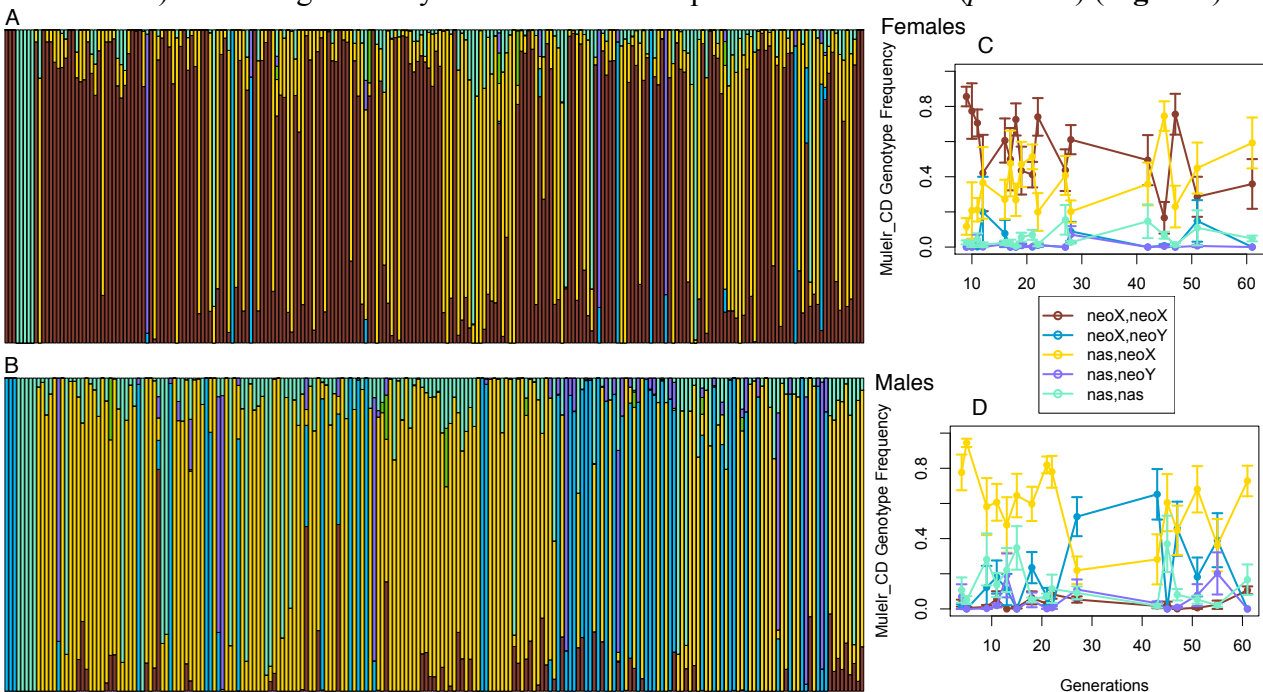 A
B
Females
C
MuleIr_CD Genotype Frequency
0.8
0.4
0.0
10 20 30 40 50 60
neoX,neoX
neoX,neoY
nas,neoX
nas,neoY
nas,nas
Males
D
MuleIr_CD Genotype Frequency
0.8
0.4
0.0
10 20 30 40 50 60
Generations